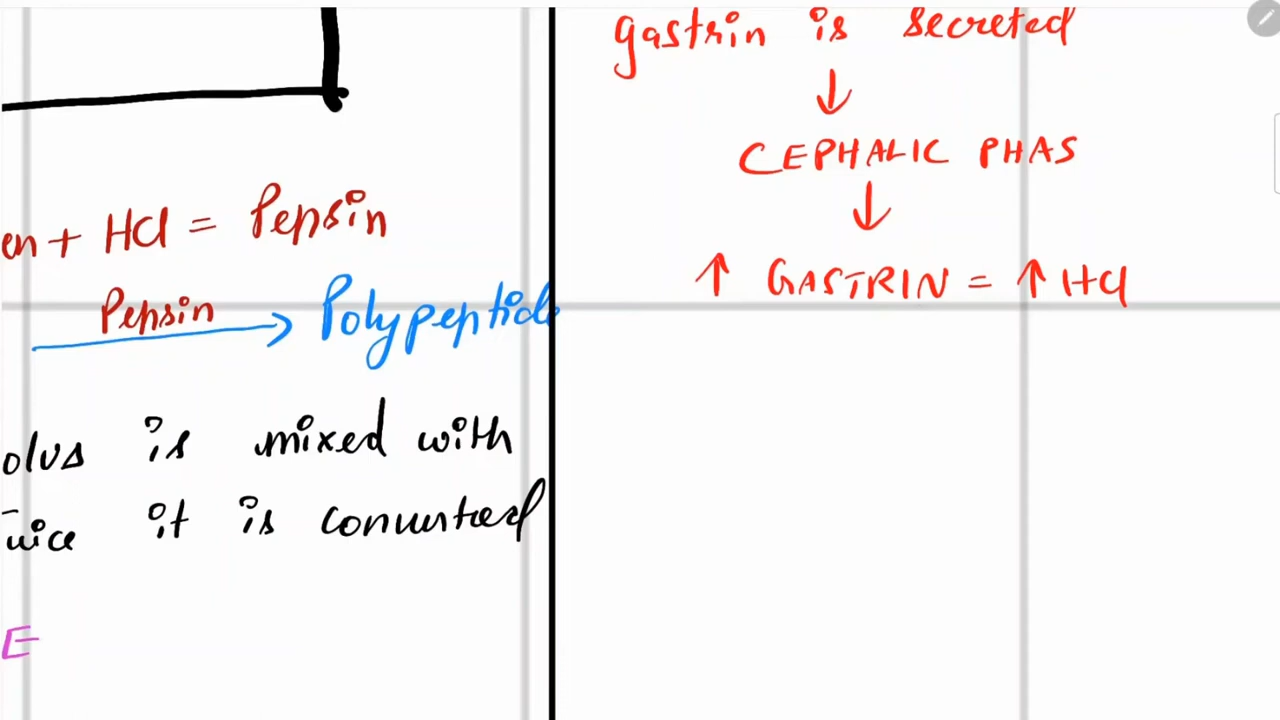 gastrin is secreted
↓
CEPHALIC PHAS
↓
↑ GASTRIN = ↑ HCl
en + HCl = Pepsin
Pepsin → Polypeptide
olus is mixed with
uice it is converted
E